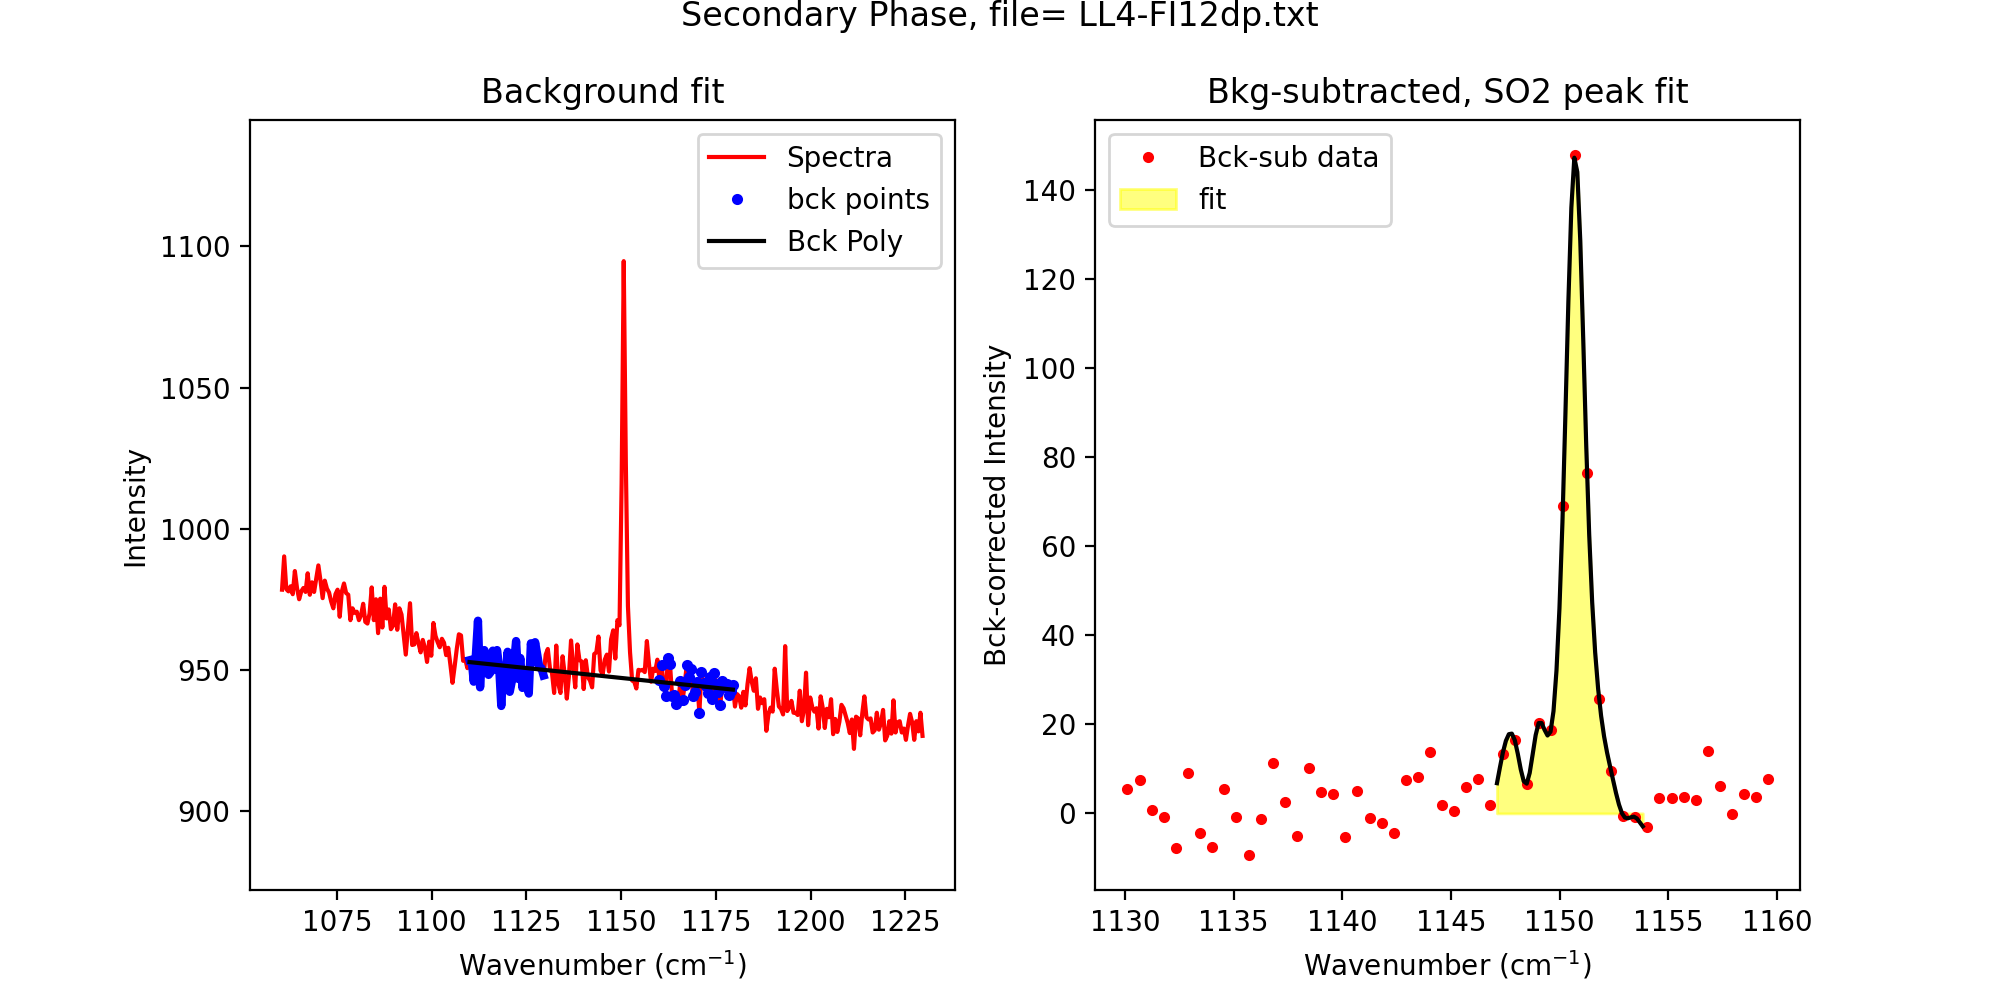 Secondary Phase, file= LL4-FI12dp.txt
Background fit
Spectra
bck points
Bck Poly
Intensity
1100
1050
1000
950
900
1075 1100 1125 1150 1175 1200 1225
Wavenumber (cm⁻¹)
Bkg-subtracted, SO2 peak fit
Bck-sub data
fit
Bck-corrected Intensity
140
120
100
80
60
40
20
0
1130 1135 1140 1145 1150 1155 1160
Wavenumber (cm⁻¹)